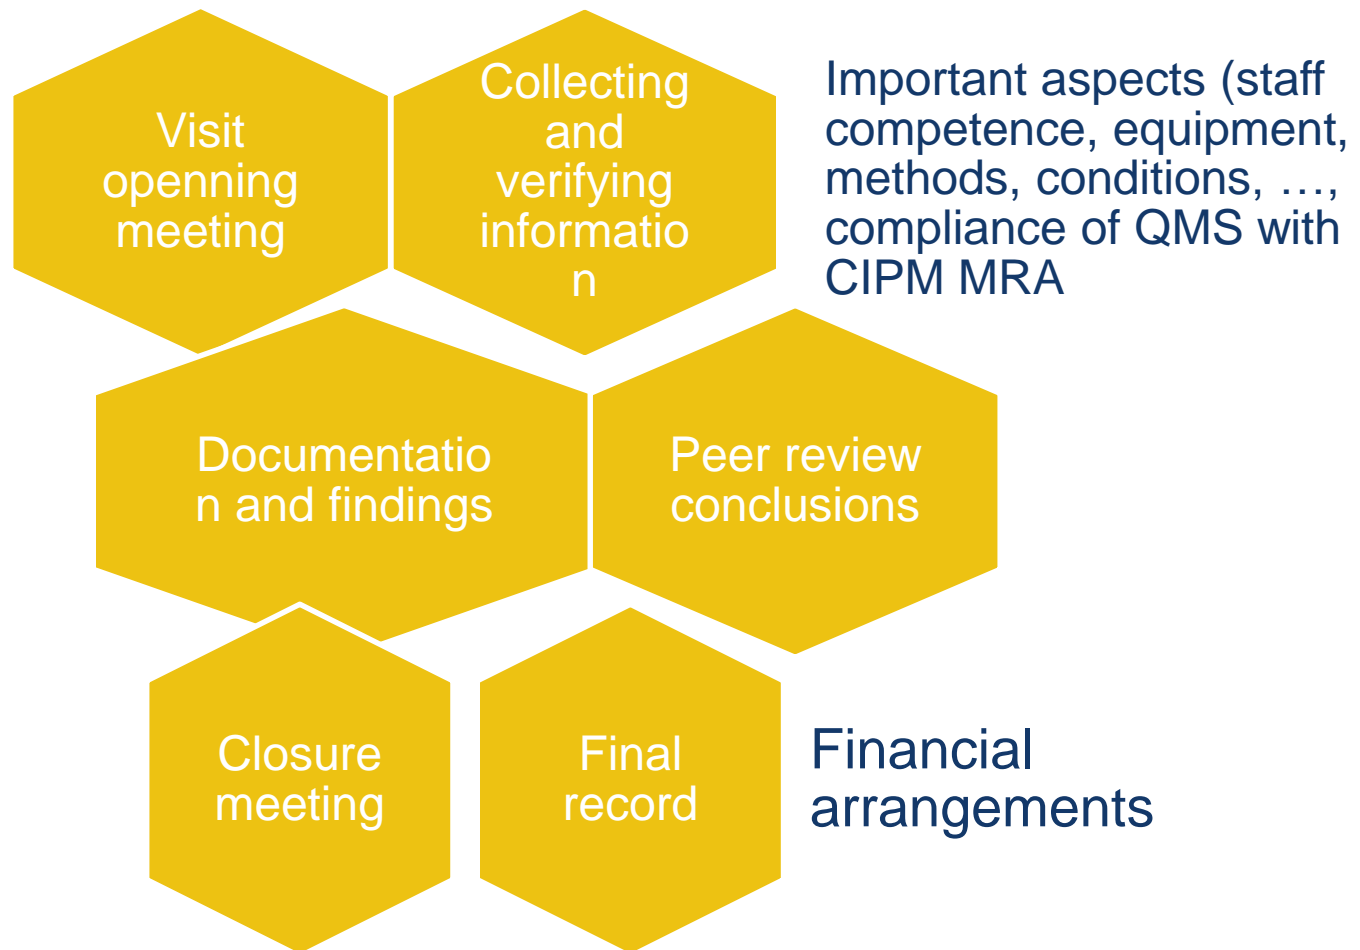 Visit
openning
meeting
Collecting
and
verifying
informatio
n
Important aspects (staff
competence, equipment,
methods, conditions, …,
compliance of QMS with
CIPM MRA
Documentatio
n and findings
Peer review
conclusions
Closure
meeting
Final
record
Financial
arrangements